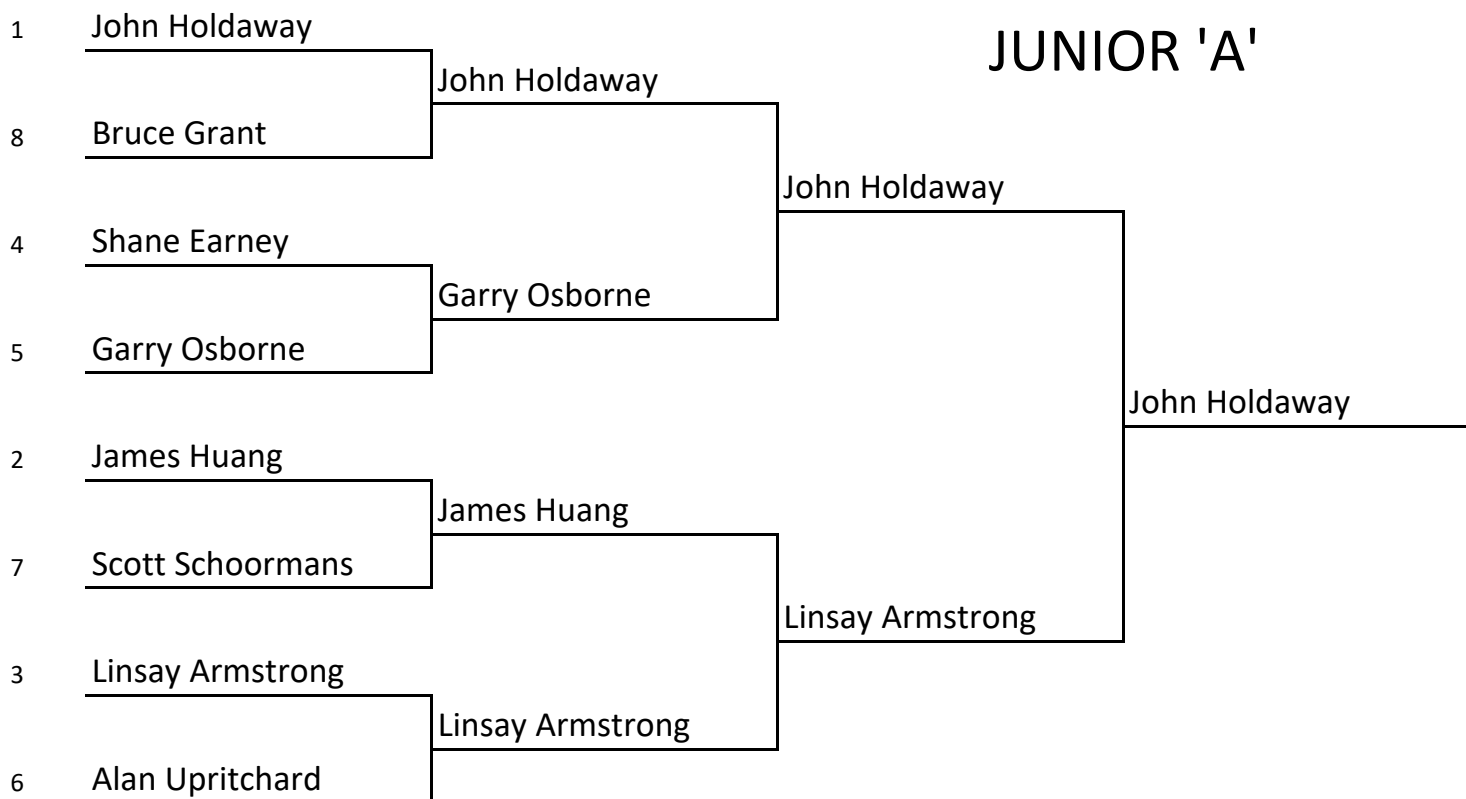 1 John Holdaway
JUNIOR 'A'
John Holdaway
8 Bruce Grant
John Holdaway
4 Shane Earney
Garry Osborne
5 Garry Osborne
John Holdaway
2 James Huang
James Huang
7 Scott Schoormans
Linsay Armstrong
3 Linsay Armstrong
Linsay Armstrong
6 Alan Upritchard